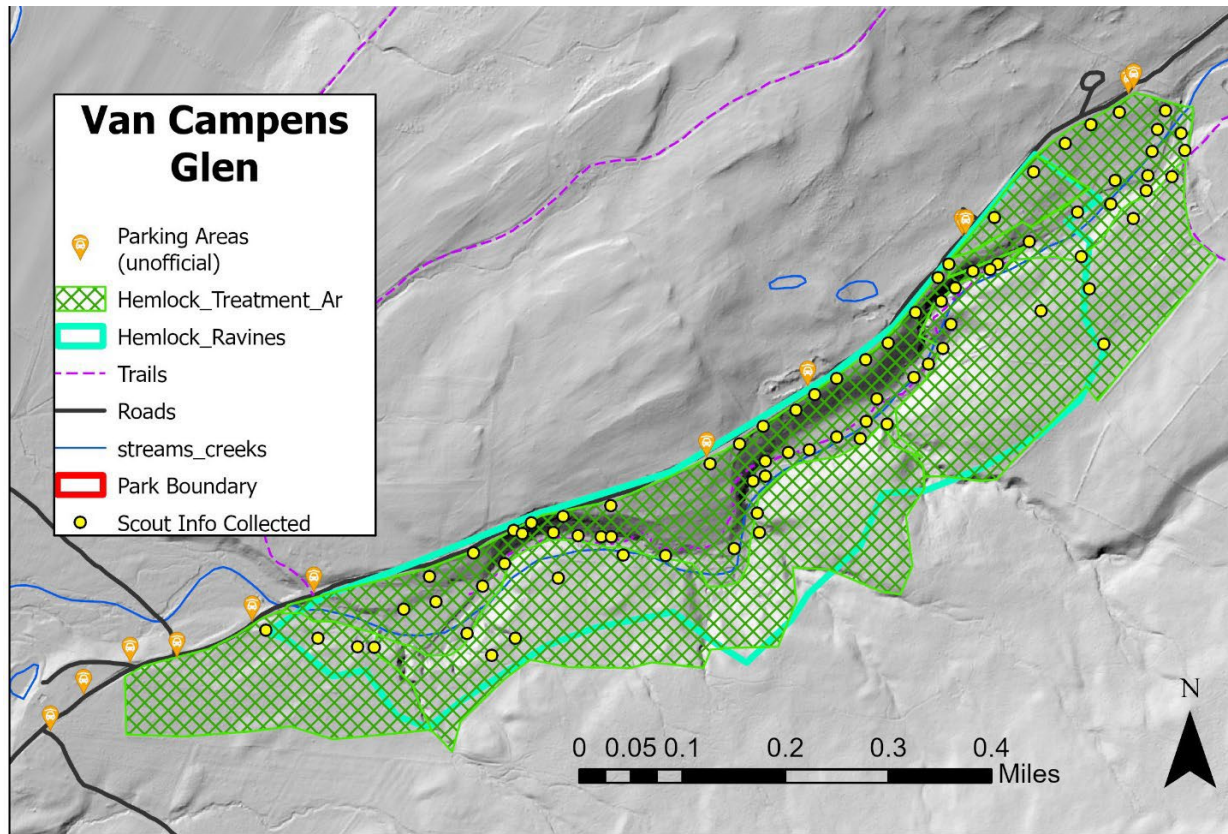 Van Campens
Glen
Parking Areas
(unofficial)
Hemlock_Treatment_Ar
Hemlock_Ravines
Trails
Roads
streams_creeks
Park Boundary
Scout Info Collected
N
0 0.05 0.1 0.2 0.3 0.4
Miles